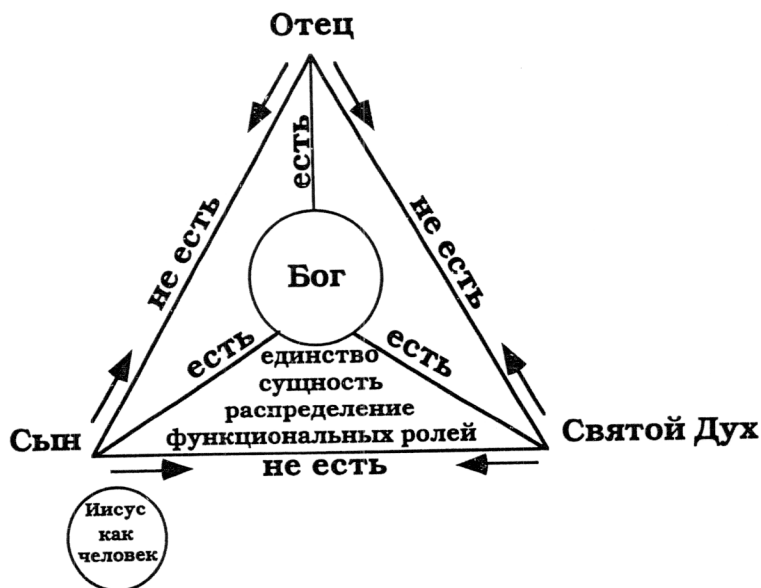 Отец
есть
не есть
не есть
Бог
есть
есть
единство
сущность
распределение
функциональных ролей
Сын
Святой Дух
не есть
Иисус
как
человек